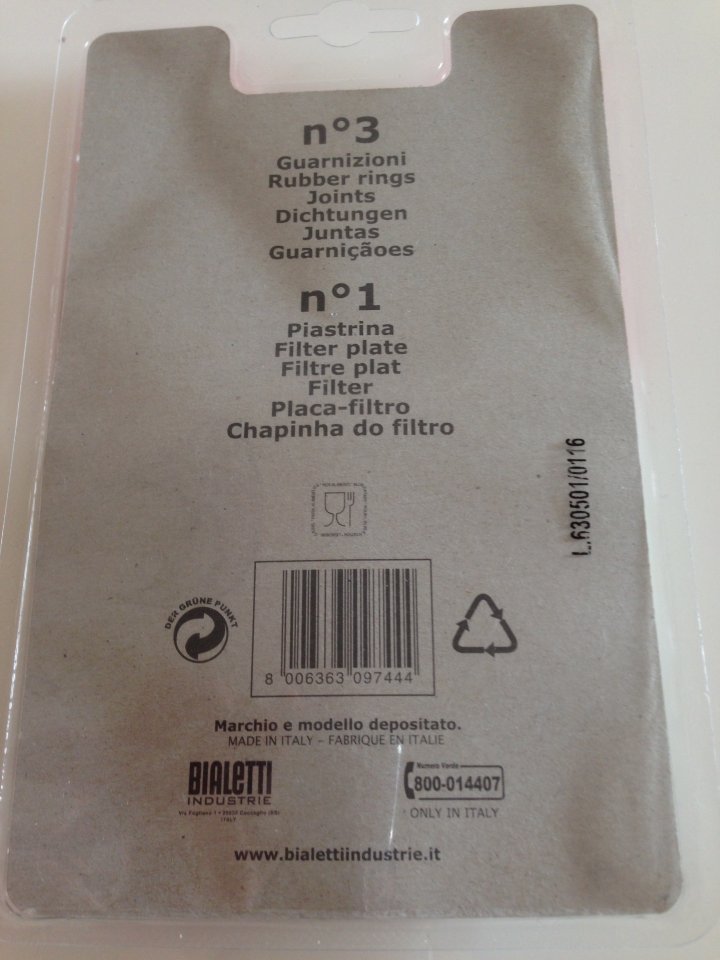 n°3
Guarnizioni
Rubber rings
Joints
Dichtungen
Juntas
Guarniçãoes
n°1
Piastrina
Filter plate
Filtre plat
Filter
Placa-filtro
Chapinha do filtro
L.630501/0116
DER GRÜNE PUNKT
8 006363 097444
Marchio e modello depositato.
MADE IN ITALY - FABRIQUE EN ITALIE
BIALETTI
INDUSTRIE
ITALY
Numero Verde
800-014407
ONLY IN ITALY
www.bialettiindustrie.it